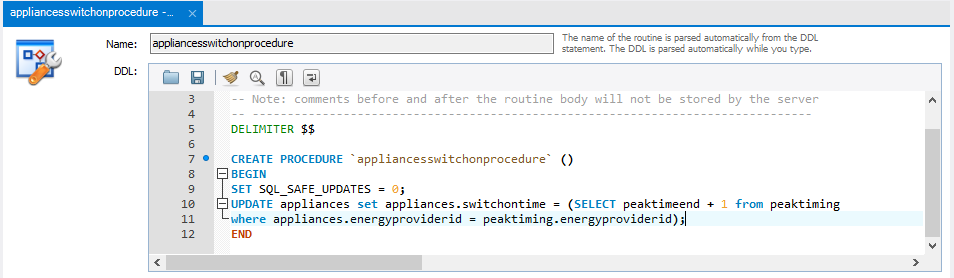 appliancesswitchonprocedure -...
Name: appliancesswitchonprocedure
The name of the routine is parsed automatically from the DDL
statement. The DDL is parsed automatically while you type.
DDL:
3 -- Note: comments before and after the routine body will not be stored by the server
4 -- --------------------------------------------------------------------------------
5 DELIMITER $$
6
7 CREATE PROCEDURE `appliancesswitchonprocedure` ()
8 BEGIN
9 SET SQL_SAFE_UPDATES = 0;
10 UPDATE appliances set appliances.switchontime = (SELECT peaktimeend + 1 from peaktiming
11 where appliances.energyproviderid = peaktiming.energyproviderid);
12 END